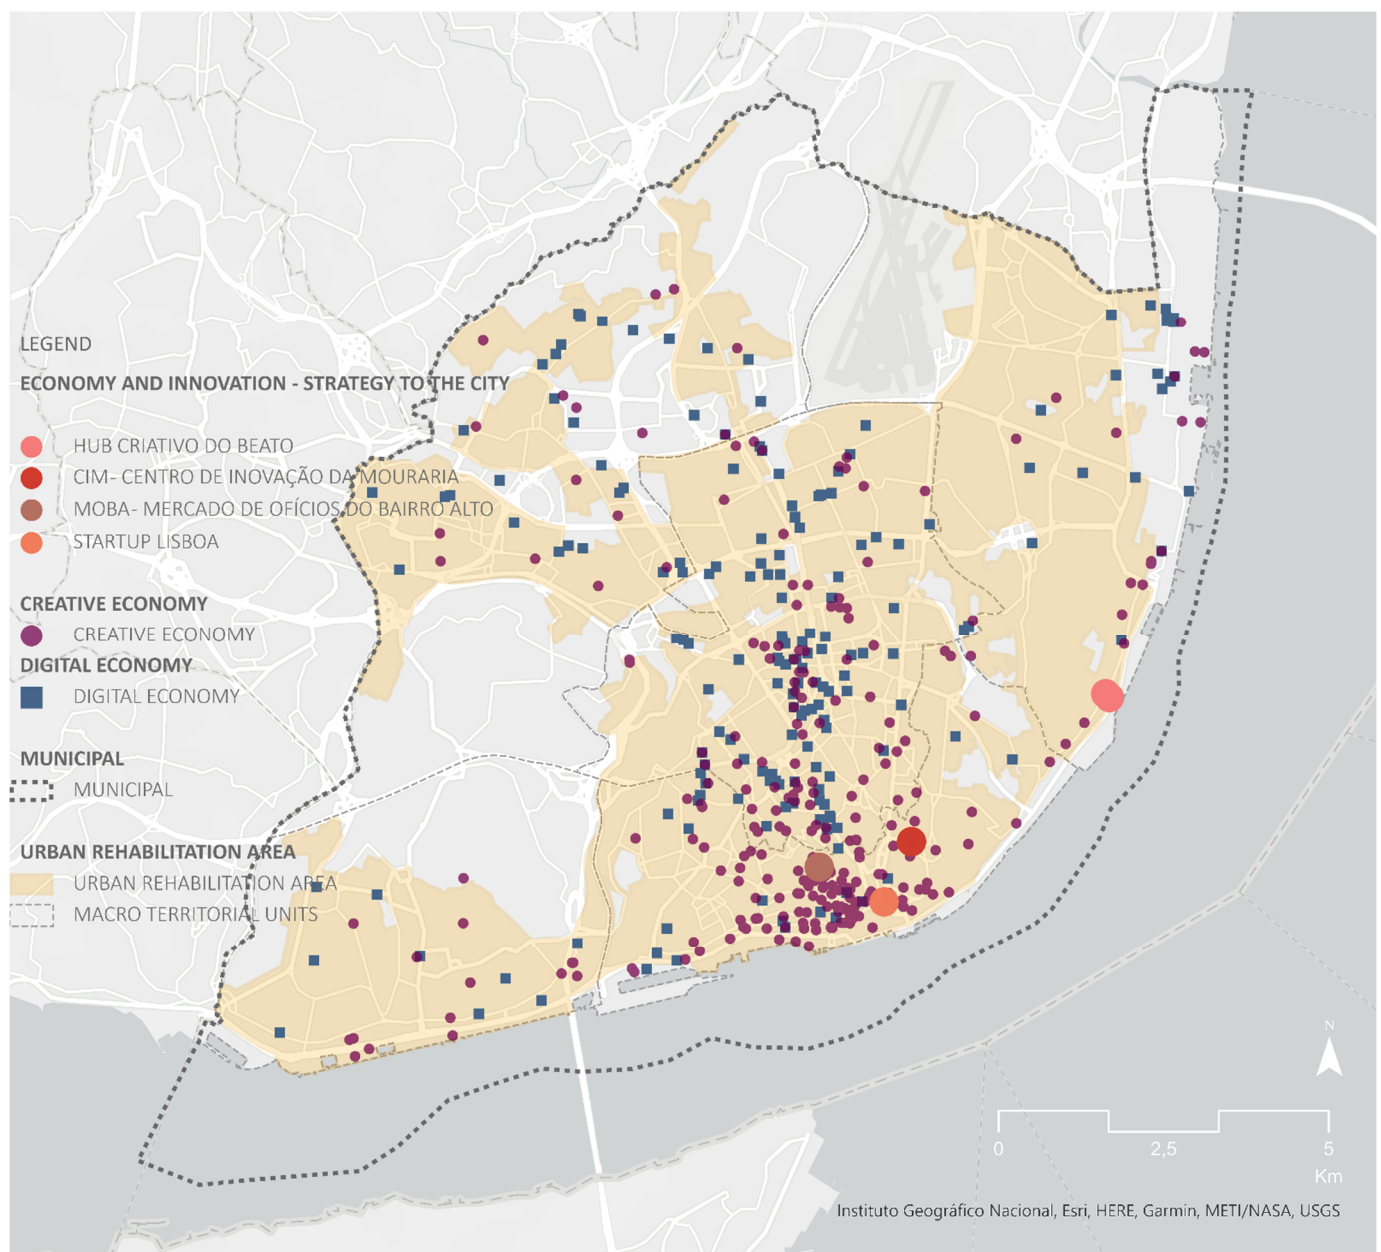 LEGEND
ECONOMY AND INNOVATION - STRATEGY TO THE CITY
HUB CRIATIVO DO BEATO
CIM- CENTRO DE INOVAÇÃO DA MOURARIA
MOBA- MERCADO DE OFÍCIOS DO BAIRRO ALTO
STARTUP LISBOA
CREATIVE ECONOMY
CREATIVE ECONOMY
DIGITAL ECONOMY
DIGITAL ECONOMY
MUNICIPAL
MUNICIPAL
URBAN REHABILITATION AREA
URBAN REHABILITATION AREA
MACRO TERRITORIAL UNITS
N
0 2,5 5
Km
Instituto Geográfico Nacional, Esri, HERE, Garmin, METI/NASA, USGS